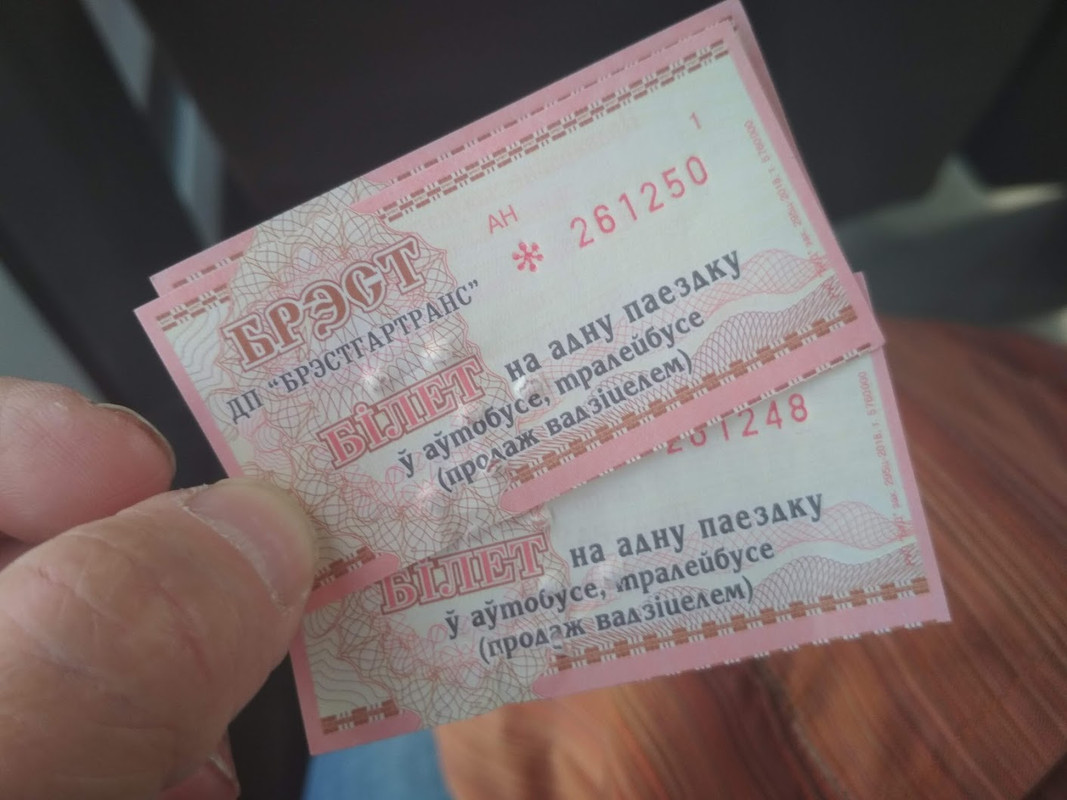 1
АН
* 261250
БРЭСТ
ДП “БРЭСТГАРТРАНС”
БІЛЕТ на адну паездку
ў аўтобусе, тралейбусе
(продаж вадзіцелем)
261248
БІЛЕТ на адну паездку
ў аўтобусе, тралейбусе
(продаж вадзіцелем)